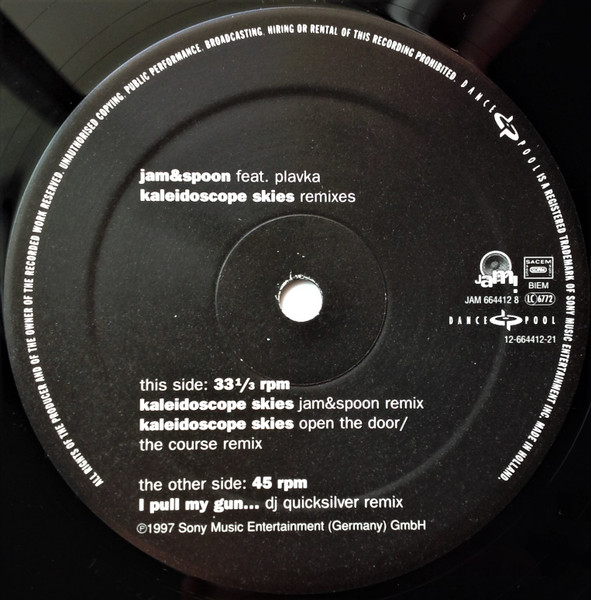 ALL RIGHTS OF THE PRODUCER AND OF THE OWNER OF THE RECORDED WORK RESERVED. UNAUTHORISED COPYING, PUBLIC PERFORMANCE, BROADCASTING, HIRING OR RENTAL OF THIS RECORDING PROHIBITED. DANCE POOL IS A REGISTERED TRADEMARK OF SONY MUSIC ENTERTAINMENT INC. MADE IN HOLLAND.
jam&spoon feat. plavka
kaleidoscope skies remixes
jam!
SACEM
BIEM
JAM 664412 8 LC 6772
DANCE POOL
12-664412-21
this side: 33 1/3 rpm
kaleidoscope skies jam&spoon remix
kaleidoscope skies open the door/
the course remix
the other side: 45 rpm
I pull my gun... dj quicksilver remix
℗1997 Sony Music Entertainment (Germany) GmbH